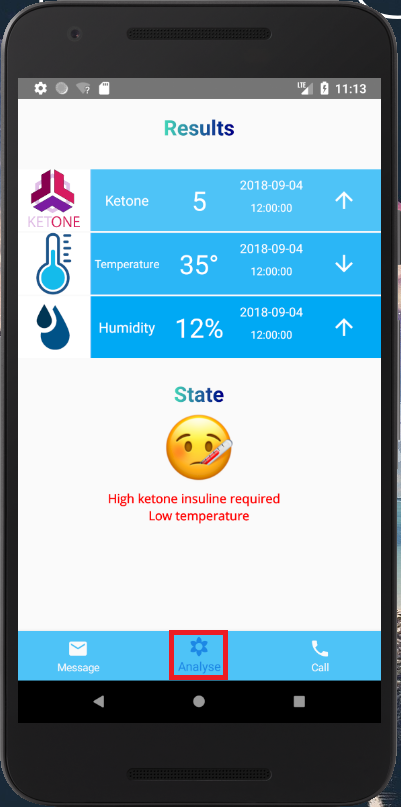 LTE 11:13
Results
KETONE
Ketone 5 2018-09-04 12:00:00
Temperature 35° 2018-09-04 12:00:00
Humidity 12% 2018-09-04 12:00:00
State
High ketone insuline required
Low temperature
Message Analyse Call